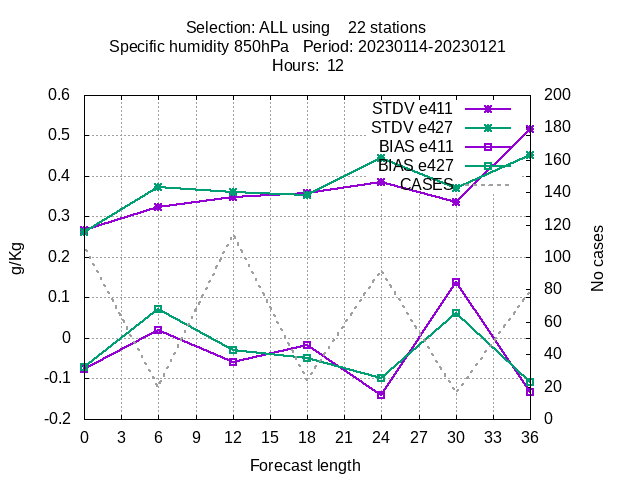 Selection: ALL using    22 stations
Specific humidity 850hPa   Period: 20230114-20230121
Hours:  12
STDV e411
STDV e427
BIAS e411
BIAS e427
CASES
0.6
0.5
0.4
0.3
0.2
0.1
0
-0.1
-0.2
g/Kg
200
180
160
140
120
100
80
60
40
20
0
No cases
0 3 6 9 12 15 18 21 24 27 30 33 36
Forecast length